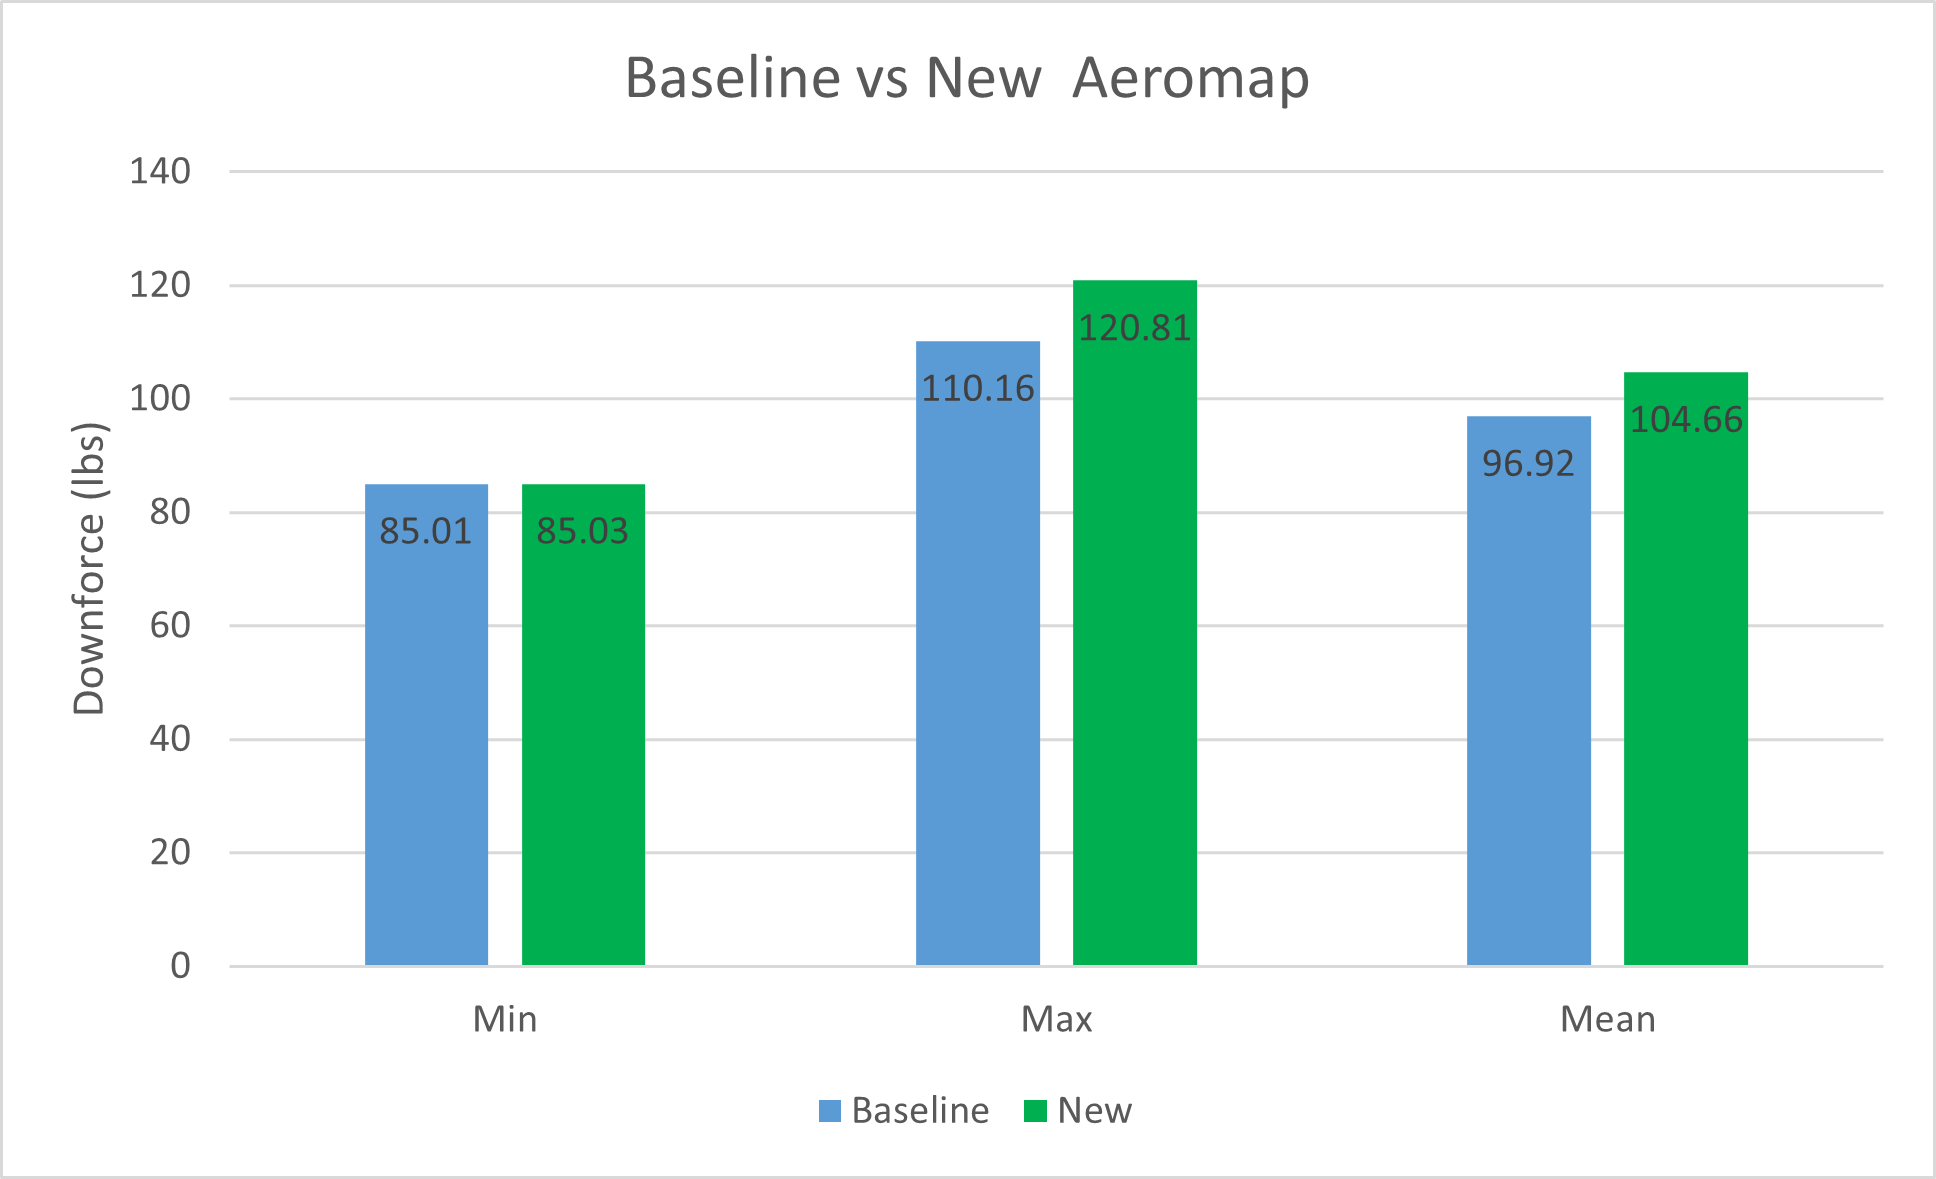 Baseline vs New  Aeromap
Downforce (lbs)
140
120
100
80
60
40
20
0
85.01
85.03
110.16
120.81
96.92
104.66
Min
Max
Mean
Baseline
New